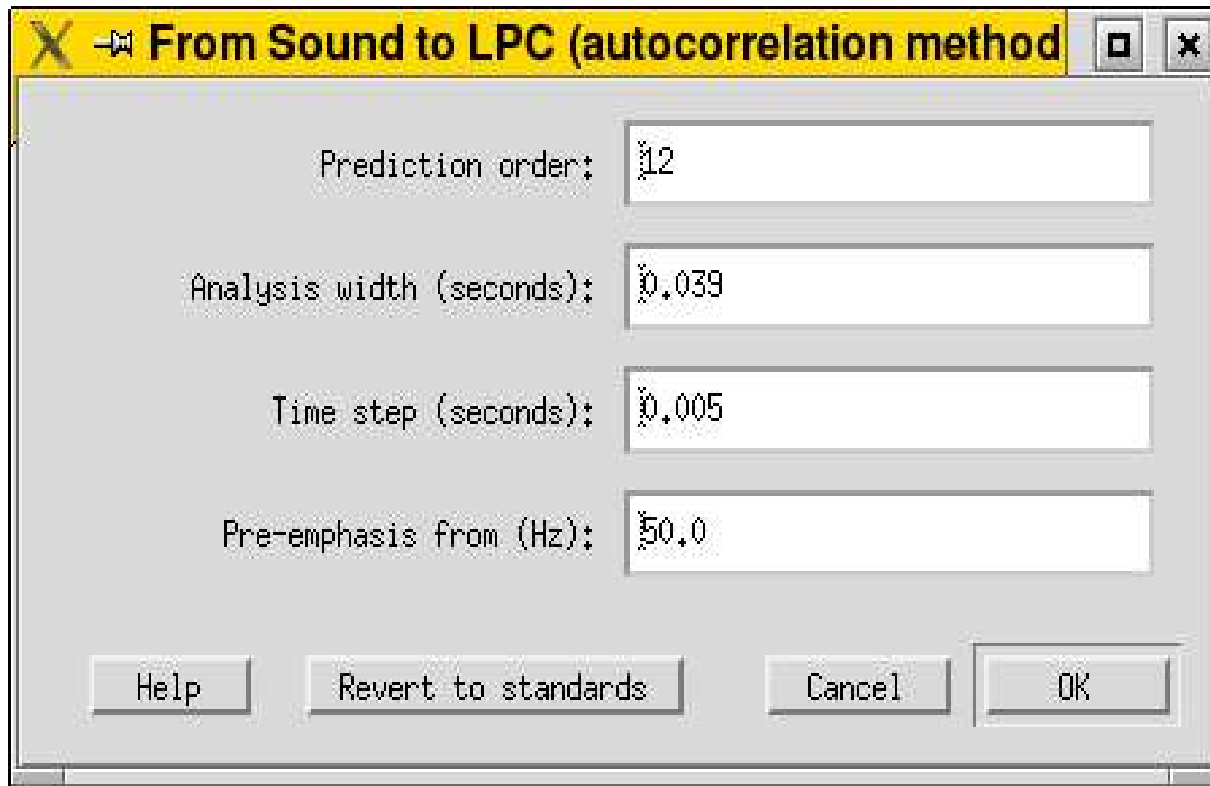 From Sound to LPC (autocorrelation method
Prediction order: 12
Analysis width (seconds): 0.039
Time step (seconds): 0.005
Pre-emphasis from (Hz): 50.0
Help Revert to standards Cancel OK